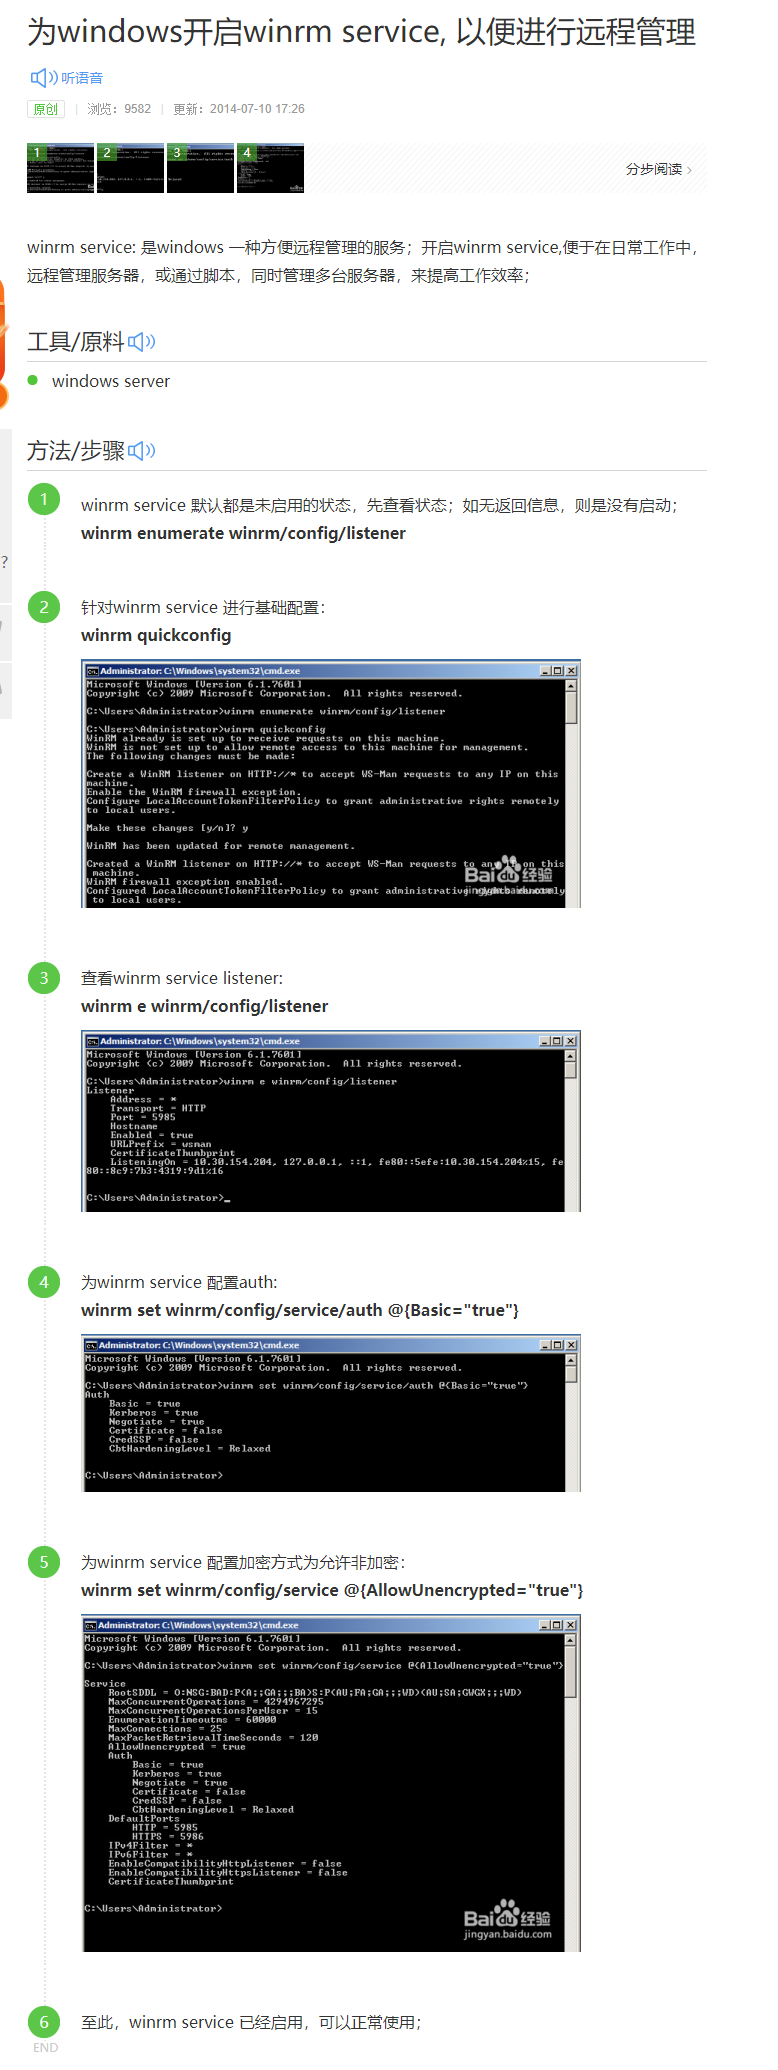 为windows开启winrm service, 以便进行远程管理
听语音
原创 | 浏览：9582 | 更新：2014-07-10 17:26
1 2 3 4
分步阅读 ›
winrm service: 是windows 一种方便远程管理的服务；开启winrm service,便于在日常工作中，
远程管理服务器，或通过脚本，同时管理多台服务器，来提高工作效率；
工具/原料
windows server
方法/步骤
1
winrm service 默认都是未启用的状态，先查看状态；如无返回信息，则是没有启动；
winrm enumerate winrm/config/listener
?
2
针对winrm service 进行基础配置：
winrm quickconfig
Administrator: C:\Windows\system32\cmd.exe
Microsoft Windows [Version 6.1.7601]
Copyright (c) 2009 Microsoft Corporation.  All rights reserved.
C:\Users\Administrator>winrm enumerate winrm/config/listener
C:\Users\Administrator>winrm quickconfig
WinRM already is set up to receive requests on this machine.
WinRM is not set up to allow remote access to this machine for management.
The following changes must be made:
Create a WinRM listener on HTTP://* to accept WS-Man requests to any IP on this
machine.
Enable the WinRM firewall exception.
Configure LocalAccountTokenFilterPolicy to grant administrative rights remotely
to local users.
Make these changes [y/n]? y
WinRM has been updated for remote management.
Created a WinRM listener on HTTP://* to accept WS-Man requests to any IP on this
machine.
WinRM firewall exception enabled.
Configured LocalAccountTokenFilterPolicy to grant administrative rights remotely
to local users.
Baidu经验
jingyan.baidu.com
3
查看winrm service listener:
winrm e winrm/config/listener
Administrator: C:\Windows\system32\cmd.exe
Microsoft Windows [Version 6.1.7601]
Copyright (c) 2009 Microsoft Corporation.  All rights reserved.
C:\Users\Administrator>winrm e winrm/config/listener
Listener
Address = *
Transport = HTTP
Port = 5985
Hostname
Enabled = true
URLPrefix = wsman
CertificateThumbprint
ListeningOn = 10.30.154.204, 127.0.0.1, ::1, fe80::5efe:10.30.154.204%15, fe
80::8c9:7b3:4319:9d1%16
C:\Users\Administrator>_
4
为winrm service 配置auth:
winrm set winrm/config/service/auth @{Basic="true"}
Administrator: C:\Windows\system32\cmd.exe
Microsoft Windows [Version 6.1.7601]
Copyright (c) 2009 Microsoft Corporation.  All rights reserved.
C:\Users\Administrator>winrm set winrm/config/service/auth @{Basic="true"}
Auth
Basic = true
Kerberos = true
Negotiate = true
Certificate = false
CredSSP = false
CbtHardeningLevel = Relaxed
C:\Users\Administrator>
5
为winrm service 配置加密方式为允许非加密：
winrm set winrm/config/service @{AllowUnencrypted="true"}
Administrator: C:\Windows\system32\cmd.exe
Microsoft Windows [Version 6.1.7601]
Copyright (c) 2009 Microsoft Corporation.  All rights reserved.
C:\Users\Administrator>winrm set winrm/config/service @{AllowUnencrypted="true"}
Service
RootSDDL = O:NSG:BAD:P(A;;GA;;;BA)S:P(AU;FA;GA;;;WD)(AU;SA;GWGX;;;WD)
MaxConcurrentOperations = 4294967295
MaxConcurrentOperationsPerUser = 15
EnumerationTimeoutms = 60000
MaxConnections = 25
MaxPacketRetrievalTimeSeconds = 120
AllowUnencrypted = true
Auth
Basic = true
Kerberos = true
Negotiate = true
Certificate = false
CredSSP = false
CbtHardeningLevel = Relaxed
DefaultPorts
HTTP = 5985
HTTPS = 5986
IPv4Filter = *
IPv6Filter = *
EnableCompatibilityHttpListener = false
EnableCompatibilityHttpsListener = false
CertificateThumbprint
C:\Users\Administrator>
Baidu经验
jingyan.baidu.com
6
至此，winrm service 已经启用，可以正常使用；
END